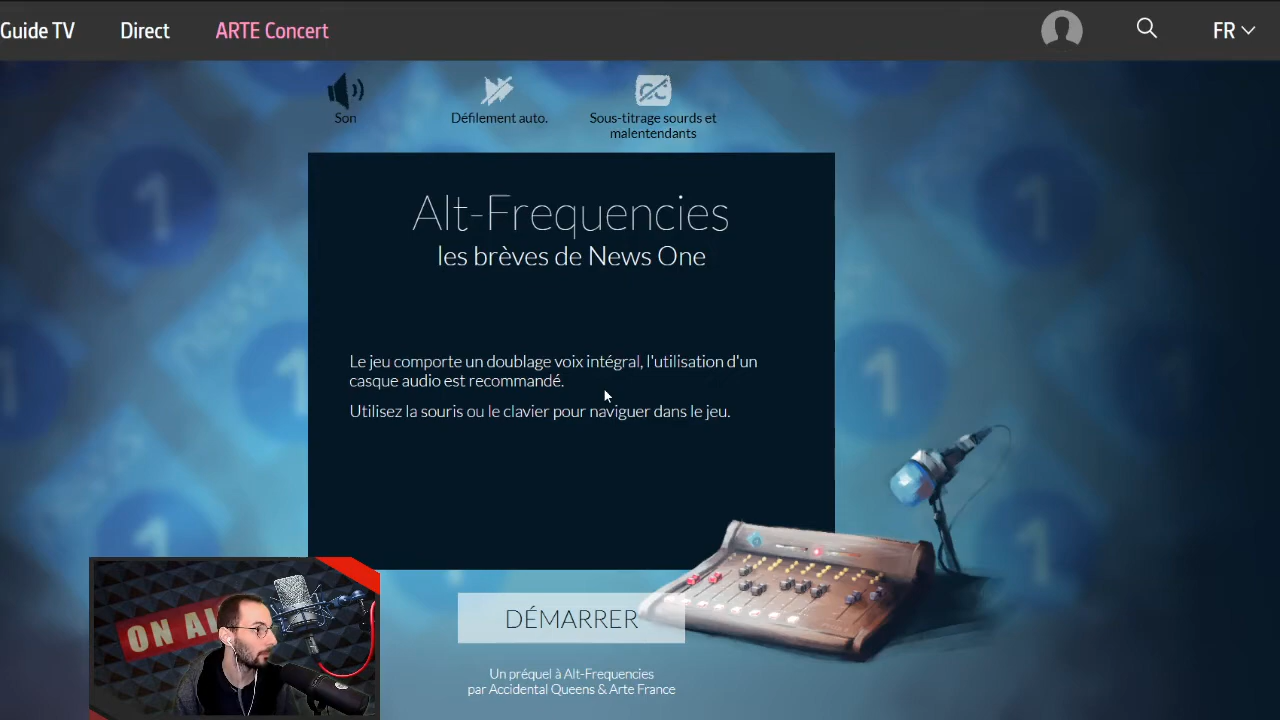 Guide TV
Direct
ARTE Concert
FR
Son
Défilement auto.
Sous-titrage sourds et
malentendants
Alt-Frequencies
les brèves de News One
Le jeu comporte un doublage voix intégral, l'utilisation d'un
casque audio est recommandé.
Utilisez la souris ou le clavier pour naviguer dans le jeu.
DÉMARRER
Un préquel à Alt-Frequencies
par Accidental Queens & Arte France
ON